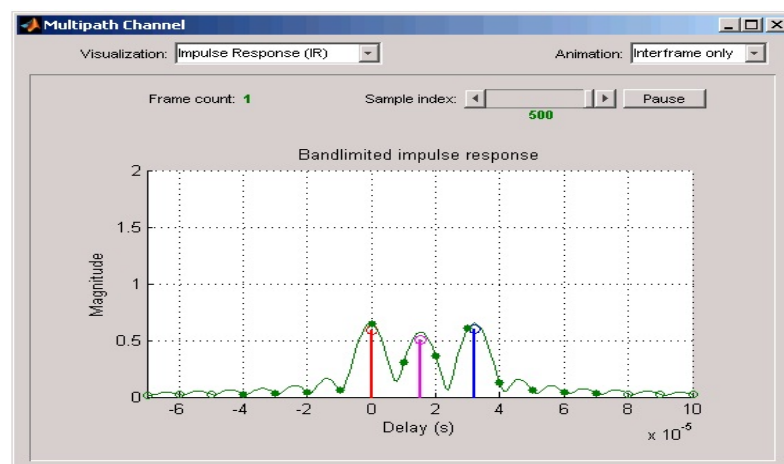 Multipath Channel
Visualization: Impulse Response (IR) Animation: Interframe only
Frame count: 1 Sample index: Pause
500
Bandlimited impulse response
2
1.5
1
0.5
0
Magnitude
-6 -4 -2 0 2 4 6 8 10
Delay (s)
x 10-5